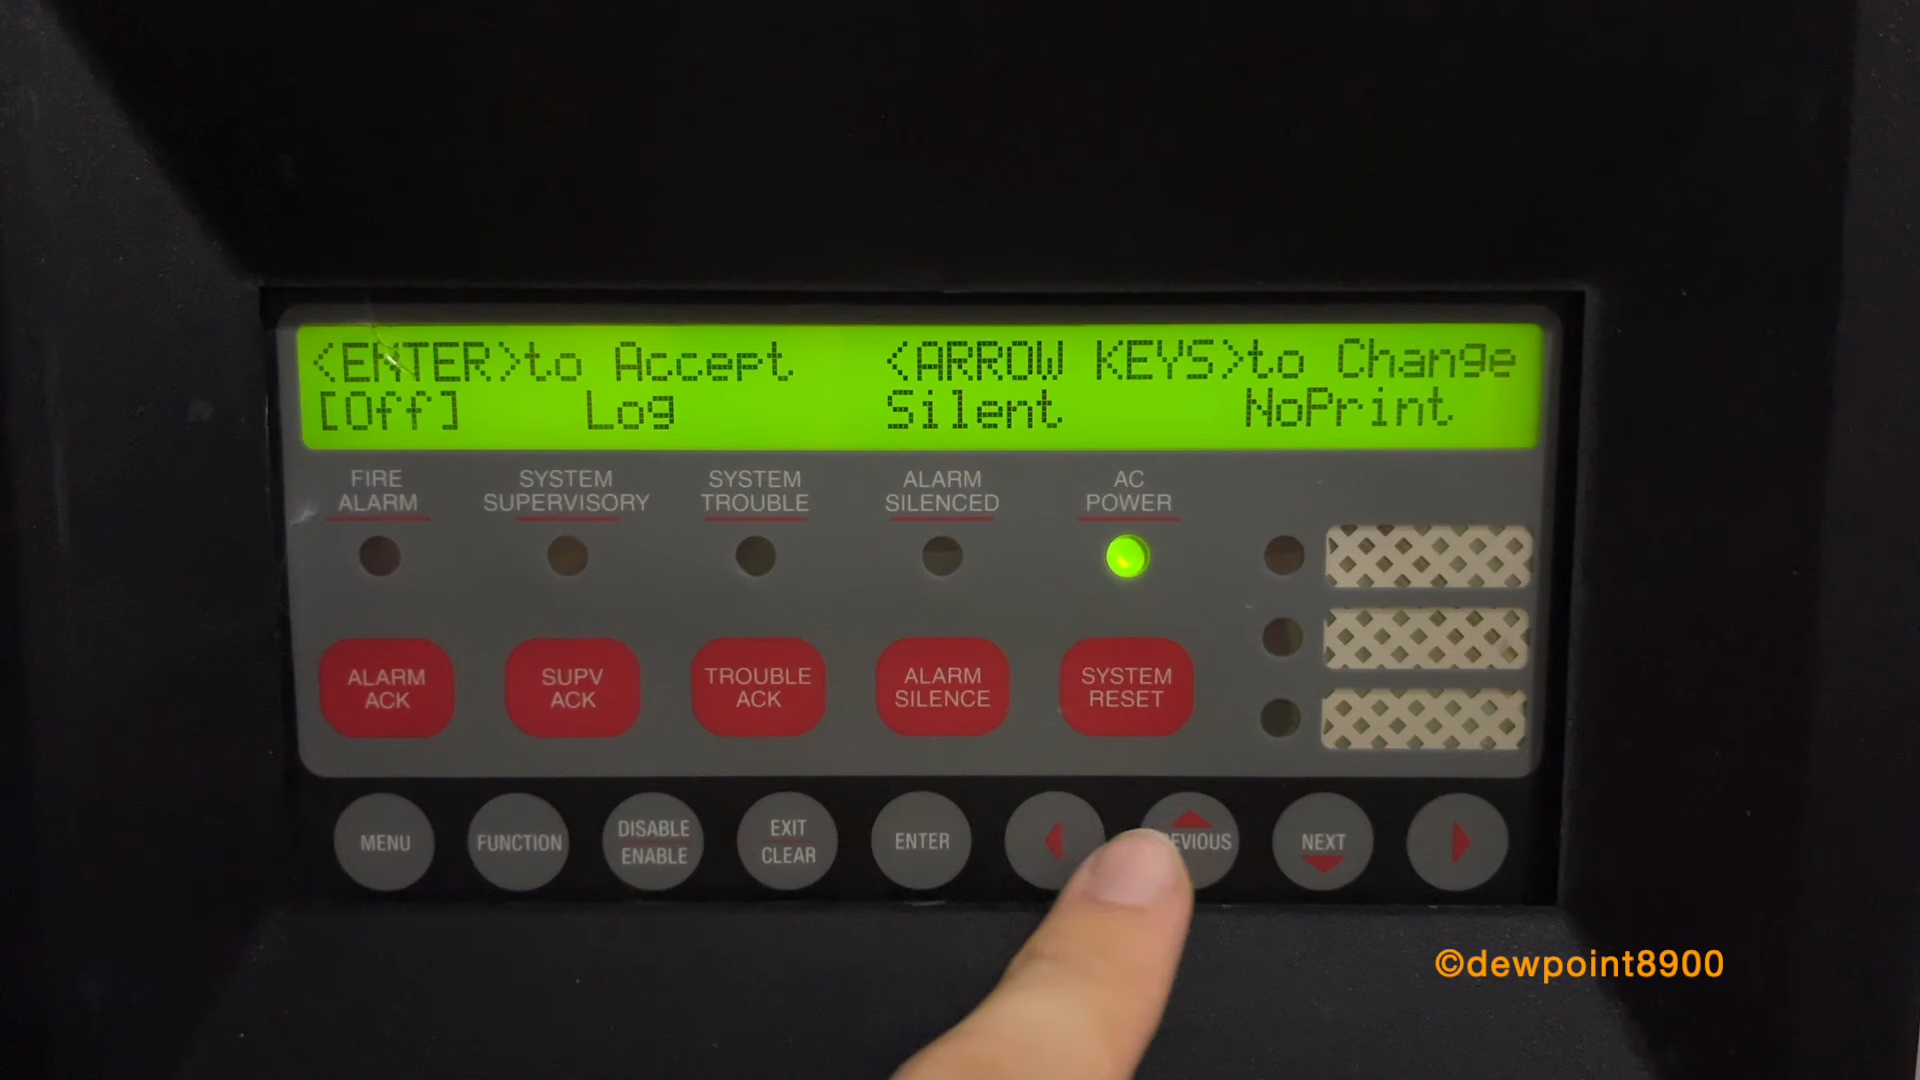 <ENTER>to Accept <ARROW KEYS>to Change
[Off] Log Silent NoPrint
FIRE ALARM
SYSTEM SUPERVISORY
SYSTEM TROUBLE
ALARM SILENCED
AC POWER
ALARM ACK
SUPV ACK
TROUBLE ACK
ALARM SILENCE
SYSTEM RESET
MENU
FUNCTION
DISABLE
ENABLE
EXIT
CLEAR
ENTER
EVIOUS
NEXT
©dewpoint8900